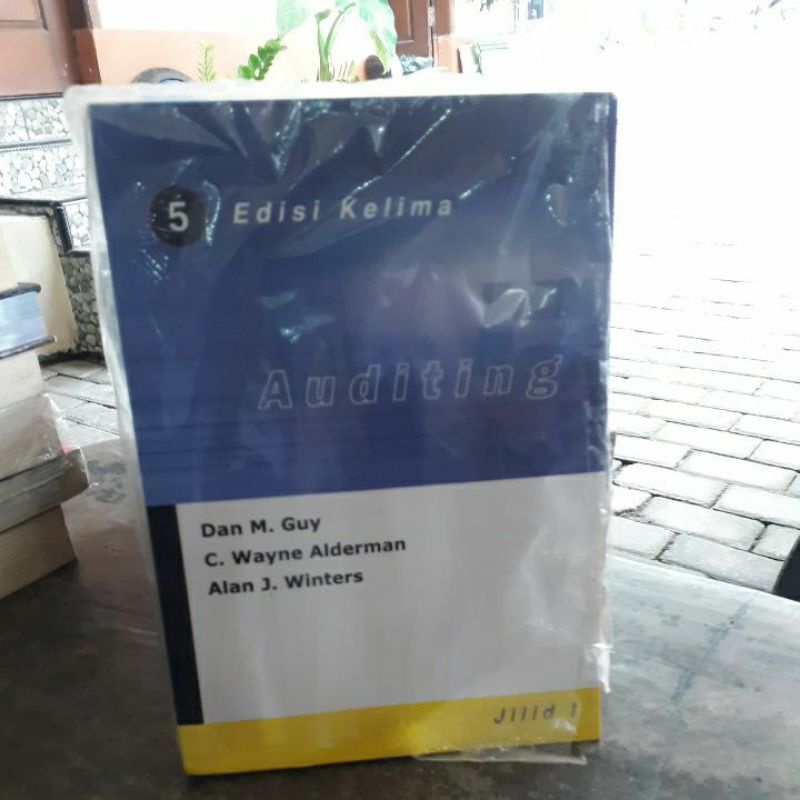 5 Edisi Kelima
Auditing
Dan M. Guy
C. Wayne Alderman
Alan J. Winters
Jilid I